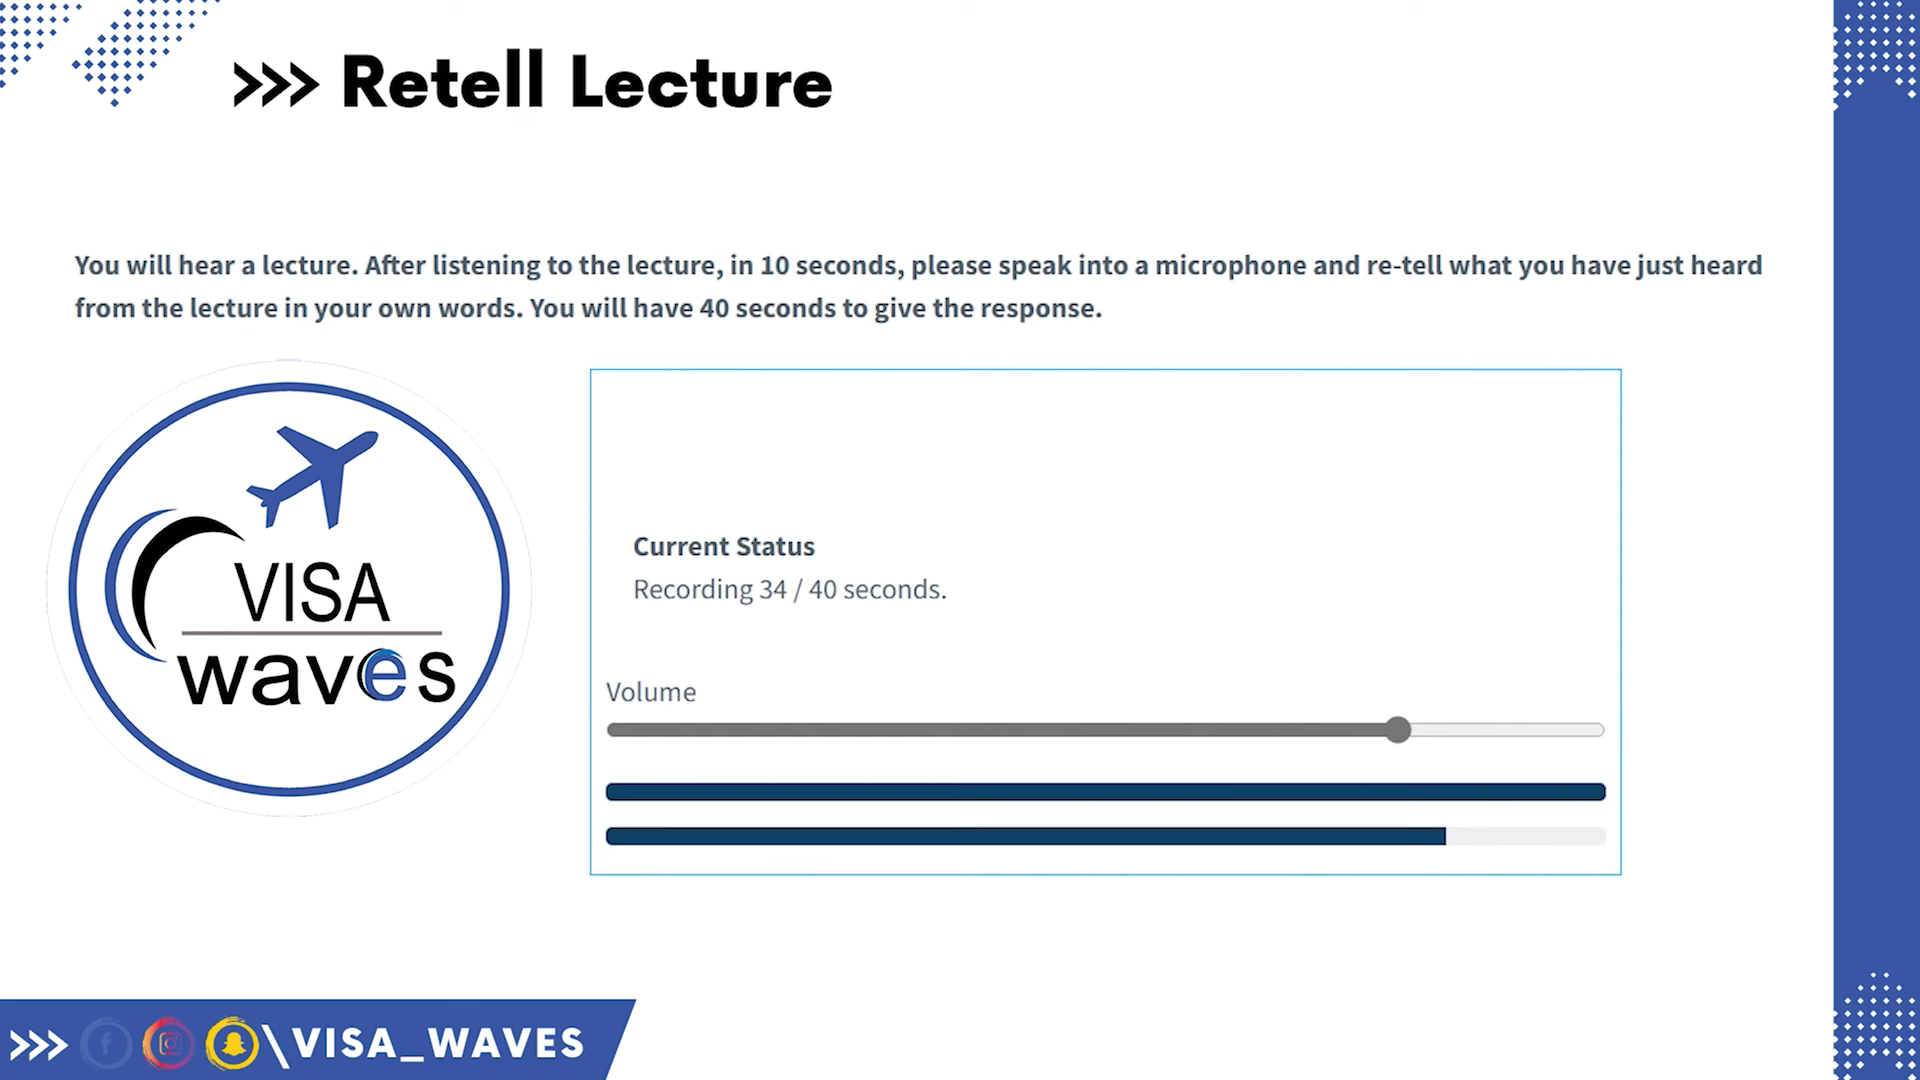 >>> Retell Lecture
You will hear a lecture. After listening to the lecture, in 10 seconds, please speak into a microphone and re-tell what you have just heard
from the lecture in your own words. You will have 40 seconds to give the response.
VISA
waves
Current Status
Recording 34 / 40 seconds.
Volume
>>> f \VISA_WAVES